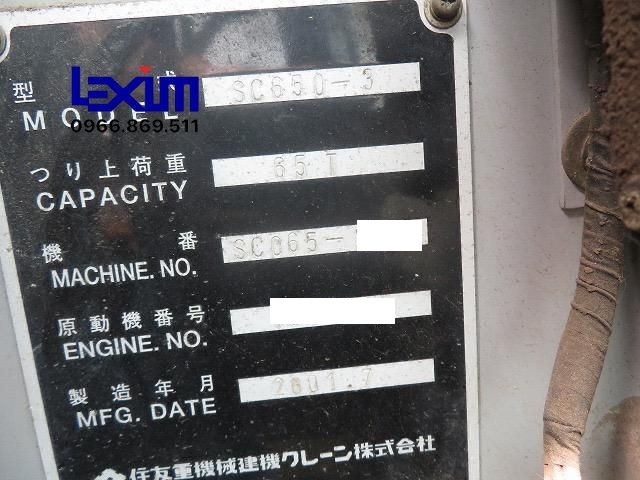 型 式
LEXIM
MODEL SC650-3
0966.869.511
つり上荷重
CAPACITY 65T
機 番
MACHINE. NO. SC065-
原動機番号
ENGINE. NO.
製造年月
MFG. DATE 2001.7
住友重機械建機クレーン株式会社